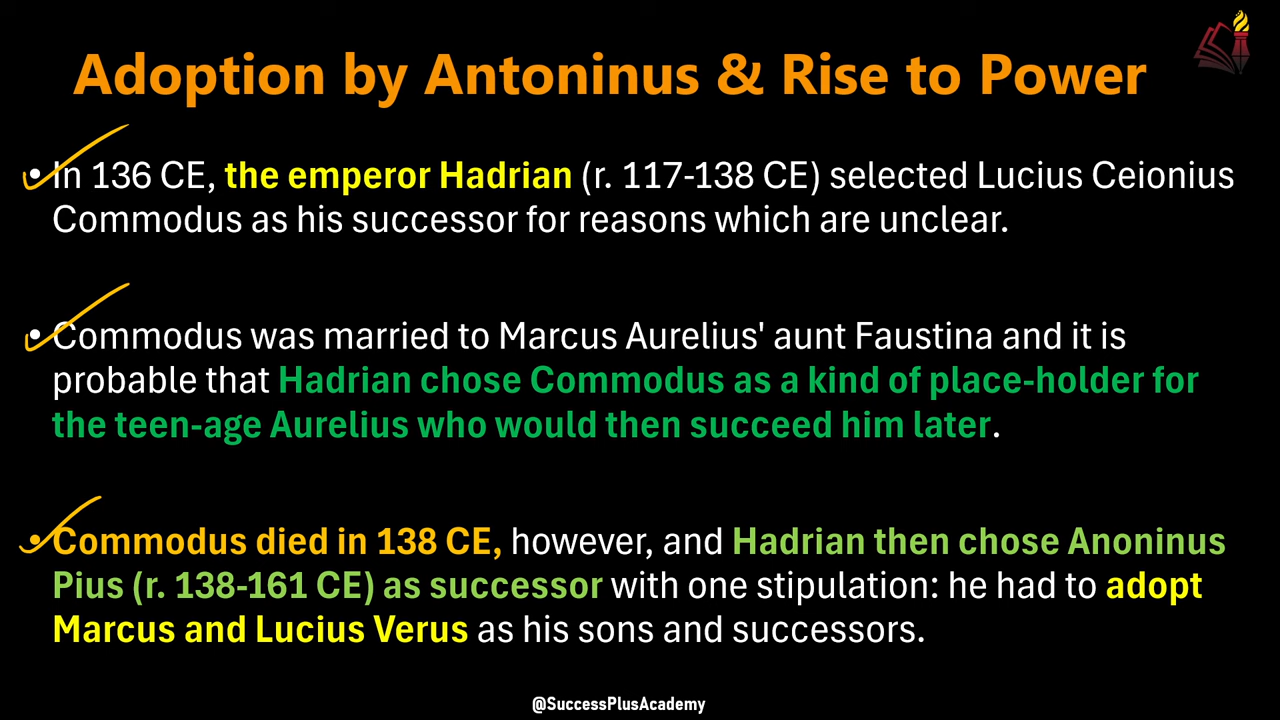 Adoption by Antoninus & Rise to Power
• In 136 CE, the emperor Hadrian (r. 117-138 CE) selected Lucius Ceionius
Commodus as his successor for reasons which are unclear.
• Commodus was married to Marcus Aurelius' aunt Faustina and it is
probable that Hadrian chose Commodus as a kind of place-holder for
the teen-age Aurelius who would then succeed him later.
• Commodus died in 138 CE, however, and Hadrian then chose Anoninus
Pius (r. 138-161 CE) as successor with one stipulation: he had to adopt
Marcus and Lucius Verus as his sons and successors.
@SuccessPlusAcademy